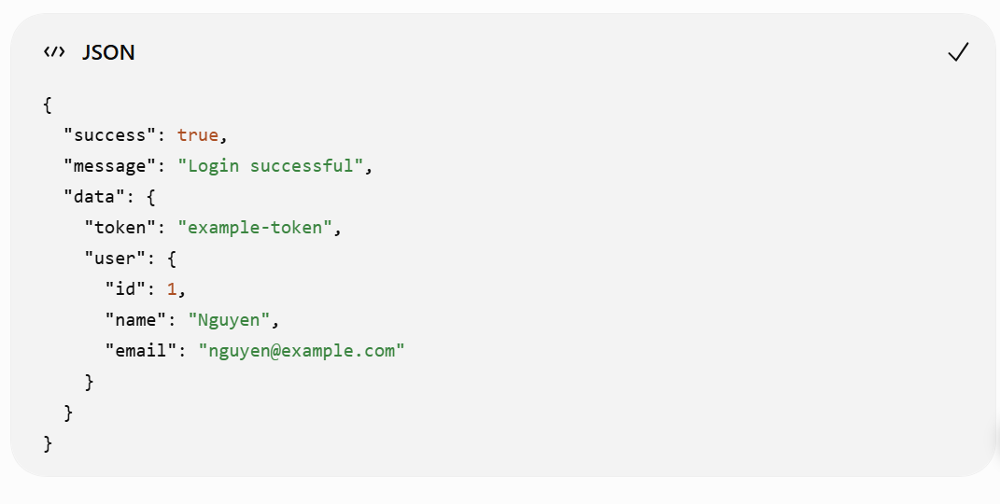 JSON
{
  "success": true,
  "message": "Login successful",
  "data": {
    "token": "example-token",
    "user": {
      "id": 1,
      "name": "Nguyen",
      "email": "nguyen@example.com"
    }
  }
}